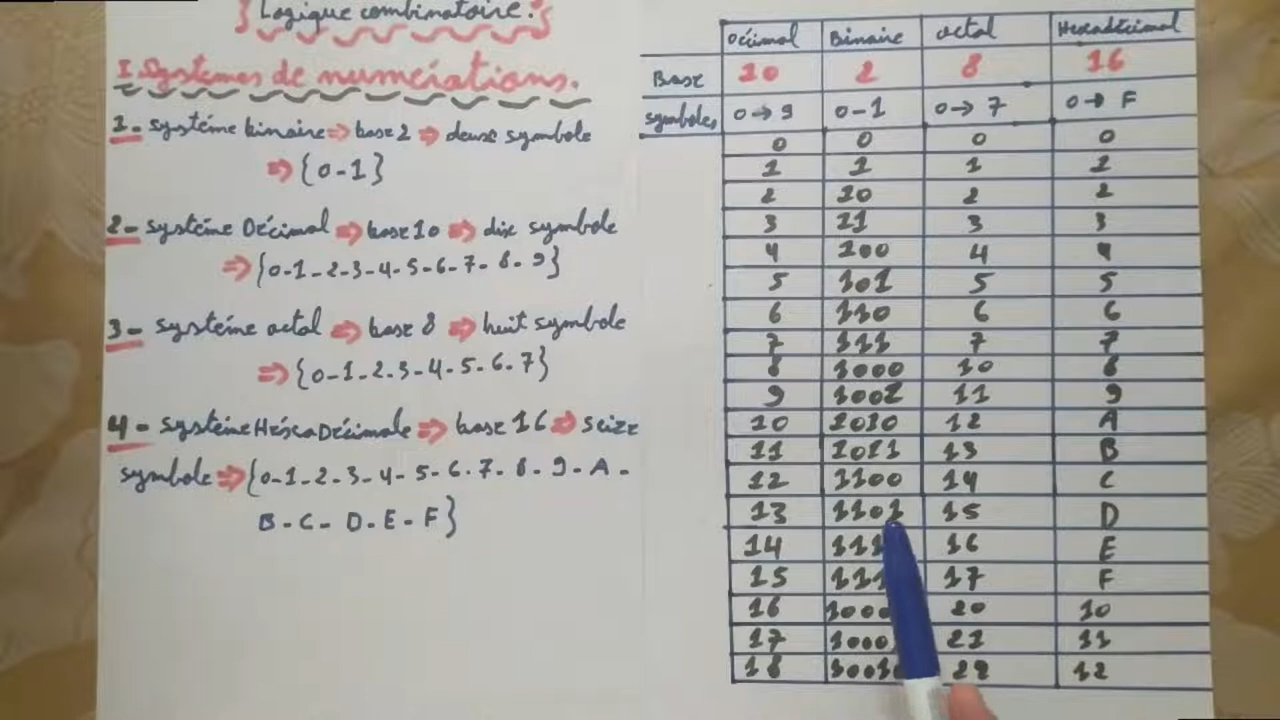 Logique combinatoire.
I. Systèmes de numérations.
1- système binaire ⇒ base 2 ⇒ deux symbole
⇒ {0-1}
2- système Décimal ⇒ base 10 ⇒ dix symbole
⇒ {0-1-2-3-4-5-6-7-8-9}
3- système octal ⇒ base 8 ⇒ huit symbole
⇒ {0-1-2-3-4-5-6-7}
4- système HéxaDécimale ⇒ base 16 ⇒ seize
symbole ⇒ {0-1-2-3-4-5-6-7-8-9-A-
B-C-D-E-F}
Décimal Binaire octal Hexadécimal
Base 10 2 8 16
symboles 0→9 0-1 0→7 0→F
0 0 0 0
1 1 1 1
2 10 2 2
3 11 3 3
4 100 4 4
5 101 5 5
6 110 6 6
7 111 7 7
8 1000 10 8
9 1001 11 9
10 1010 12 A
11 1011 13 B
12 1100 14 C
13 1101 15 D
14 16 E
15 17 F
16 20 10
17 21 11
18 22 12